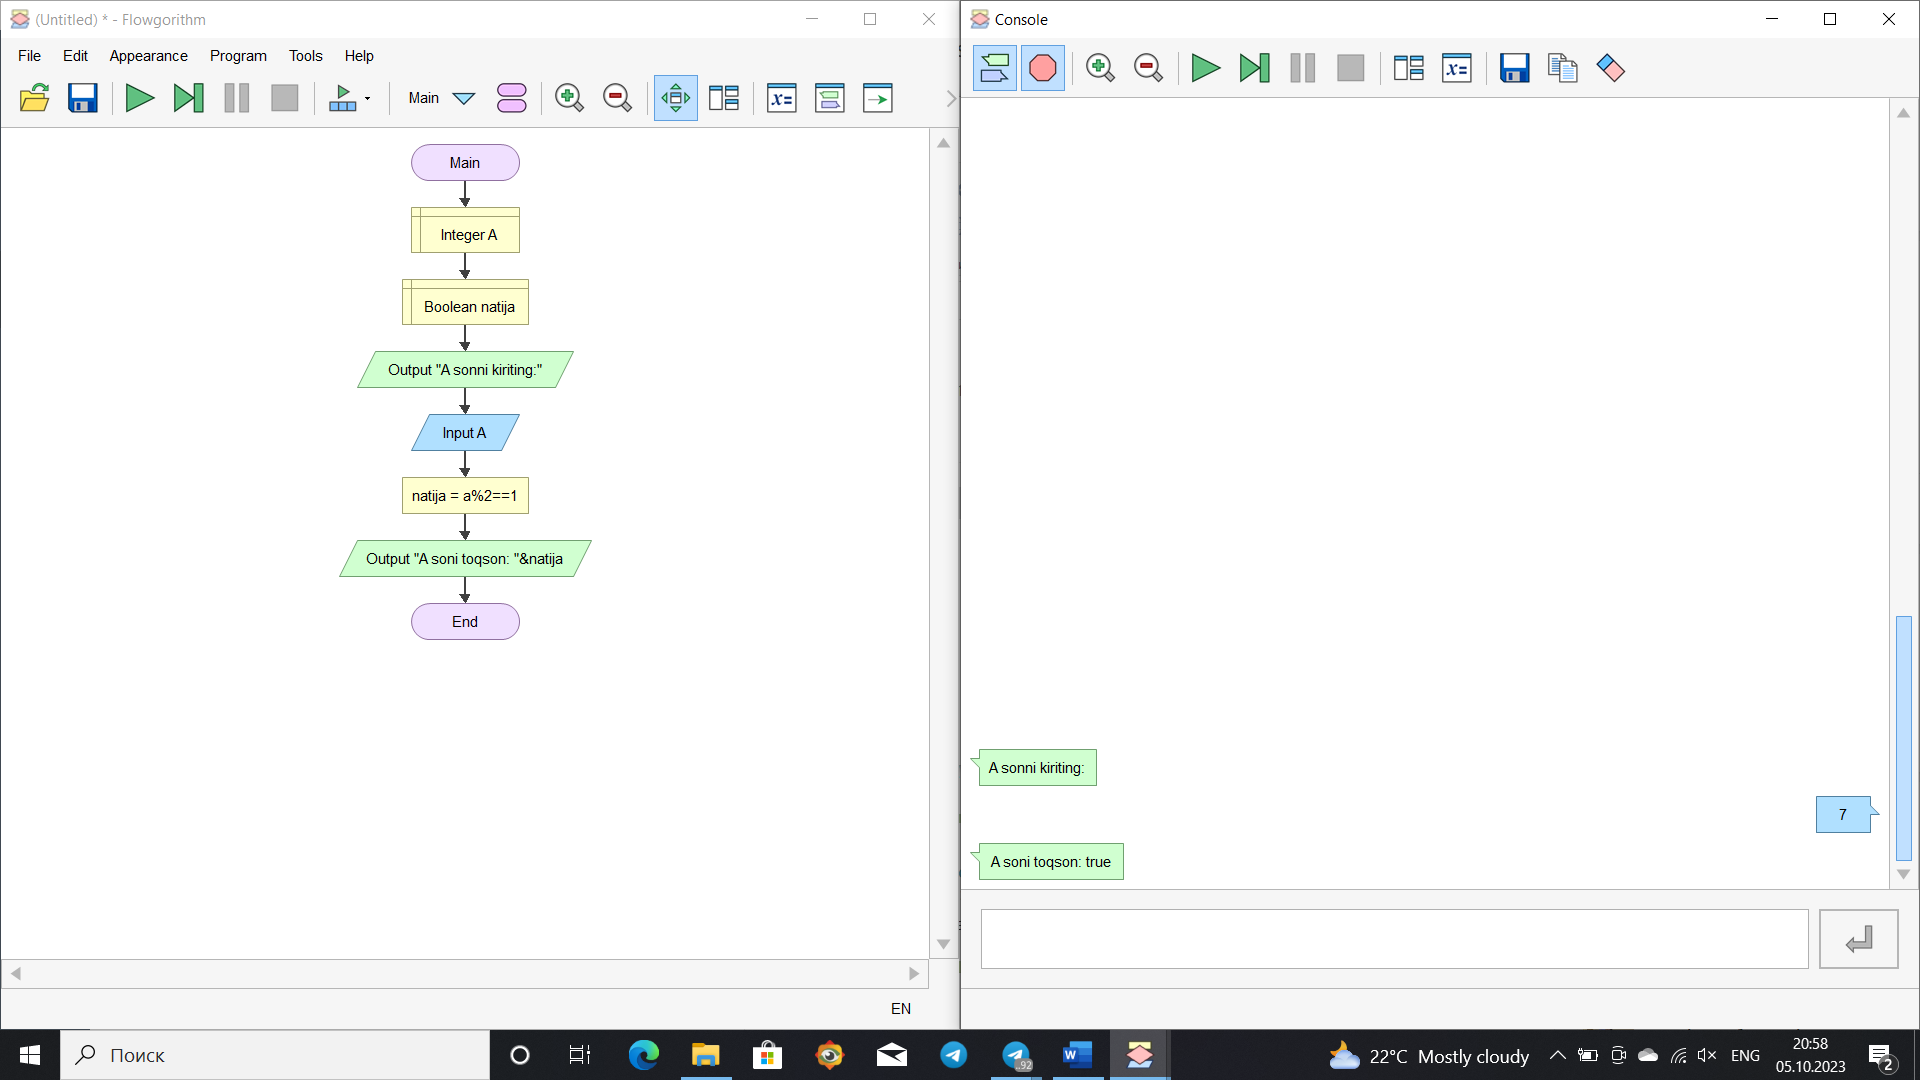 (Untitled) * - Flowgorithm
File Edit Appearance Program Tools Help
Main
Main
Integer A
Boolean natija
Output "A sonni kiriting:"
Input A
natija = a%2==1
Output "A soni toqson: "&natija
End
EN
Console
x=
x=
A sonni kiriting:
7
A soni toqson: true
Поиск
..92
W
22°C Mostly cloudy
ENG
20:58
05.10.2023
2